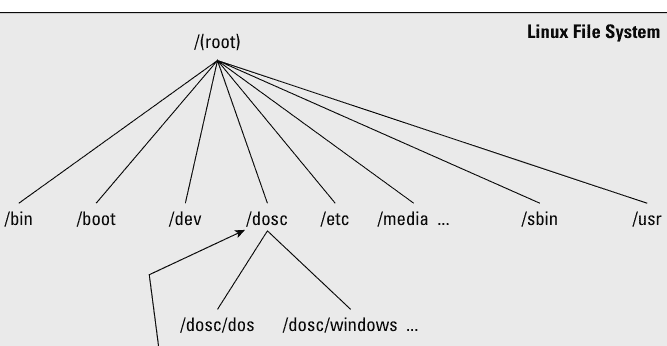 Linux File System
/(root)
/bin /boot /dev /dosc /etc /media ... /sbin /usr
/dosc/dos /dosc/windows ...